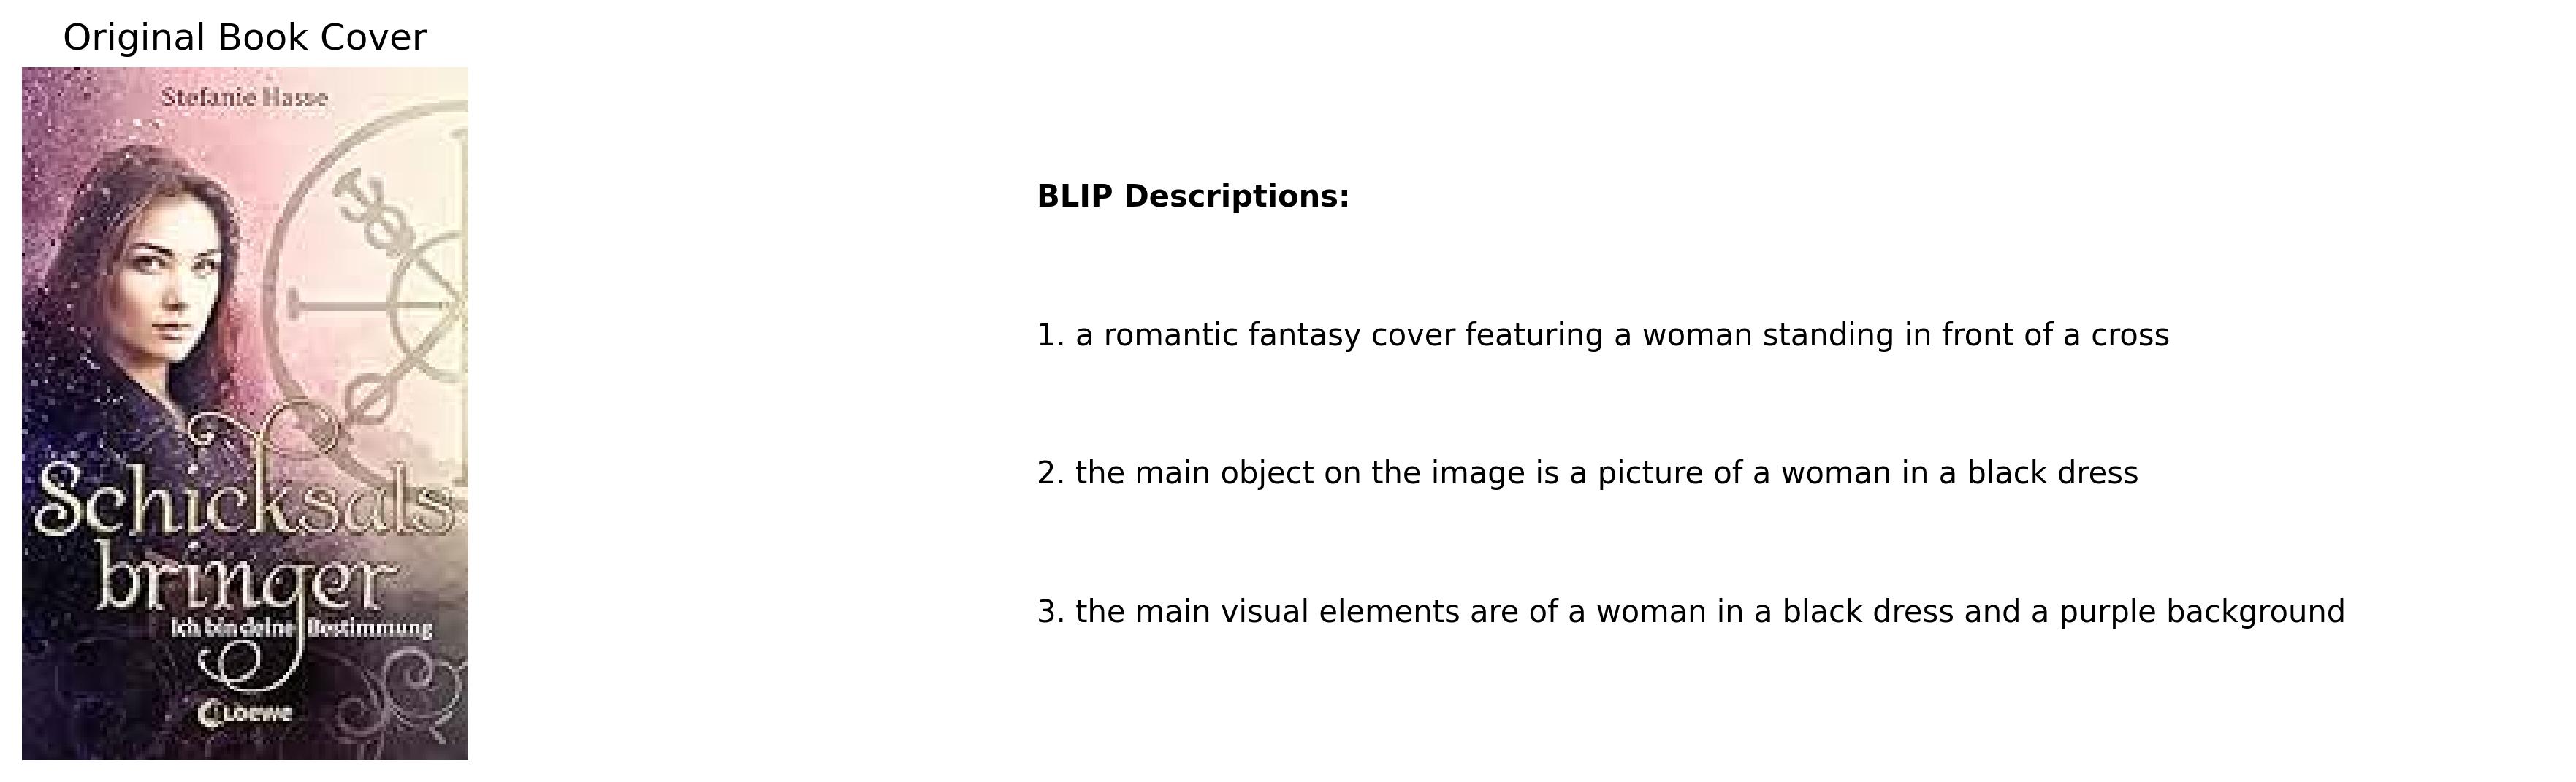 Original Book Cover
Stefanie Hasse
Schicksals
bringer
Ich bin deine Bestimmung
Loewe
BLIP Descriptions:
1. a romantic fantasy cover featuring a woman standing in front of a cross
2. the main object on the image is a picture of a woman in a black dress
3. the main visual elements are of a woman in a black dress and a purple background